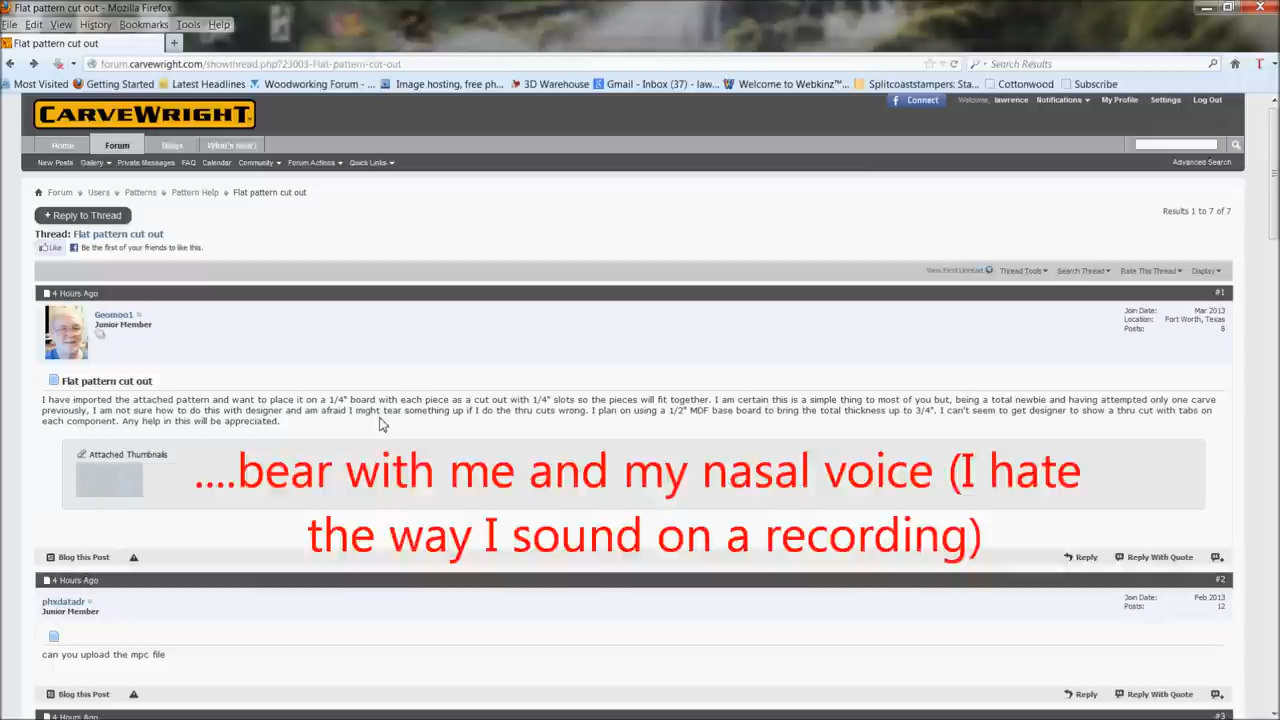 Flat pattern cut out - Mozilla Firefox
File Edit View History Bookmarks Tools Help
Flat pattern cut out +
forum.carvewright.com/showthread.php?23003-Flat-pattern-cut-out Search Results
Most Visited Getting Started Latest Headlines Woodworking Forum - ... Image hosting, free ph... 3D Warehouse Gmail - Inbox (37) - law... Welcome to Webkinz™... Splitcoaststampers: Sta... Cottonwood Subscribe
CARVEWRIGHT
Connect Welcome, lawrence Notifications My Profile Settings Log Out
Home Forum Blogs What's New?
New Posts Gallery Private Messages FAQ Calendar Community Forum Actions Quick Links Advanced Search
Forum Users Patterns Pattern Help Flat pattern cut out
+ Reply to Thread
Results 1 to 7 of 7
Thread: Flat pattern cut out
Like Be the first of your friends to like this.
View First Unread Thread Tools Search Thread Rate This Thread Display
4 Hours Ago #1
Geomoo1
Junior Member
Join Date: Mar 2013
Location: Fort Worth, Texas
Posts: 8
Flat pattern cut out
I have imported the attached pattern and want to place it on a 1/4" board with each piece as a cut out with 1/4" slots so the pieces will fit together. I am certain this is a simple thing to most of you but, being a total newbie and having attempted only one carve
previously, I am not sure how to do this with designer and am afraid I might tear something up if I do the thru cuts wrong. I plan on using a 1/2" MDF base board to bring the total thickness up to 3/4". I can't seem to get designer to show a thru cut with tabs on
each component. Any help in this will be appreciated.
Attached Thumbnails
....bear with me and my nasal voice (I hate
the way I sound on a recording)
Blog this Post Reply Reply With Quote
4 Hours Ago #2
phxdatadr
Junior Member
Join Date: Feb 2013
Posts: 12
can you upload the mpc file
Blog this Post Reply Reply With Quote
4 Hours Ago #3